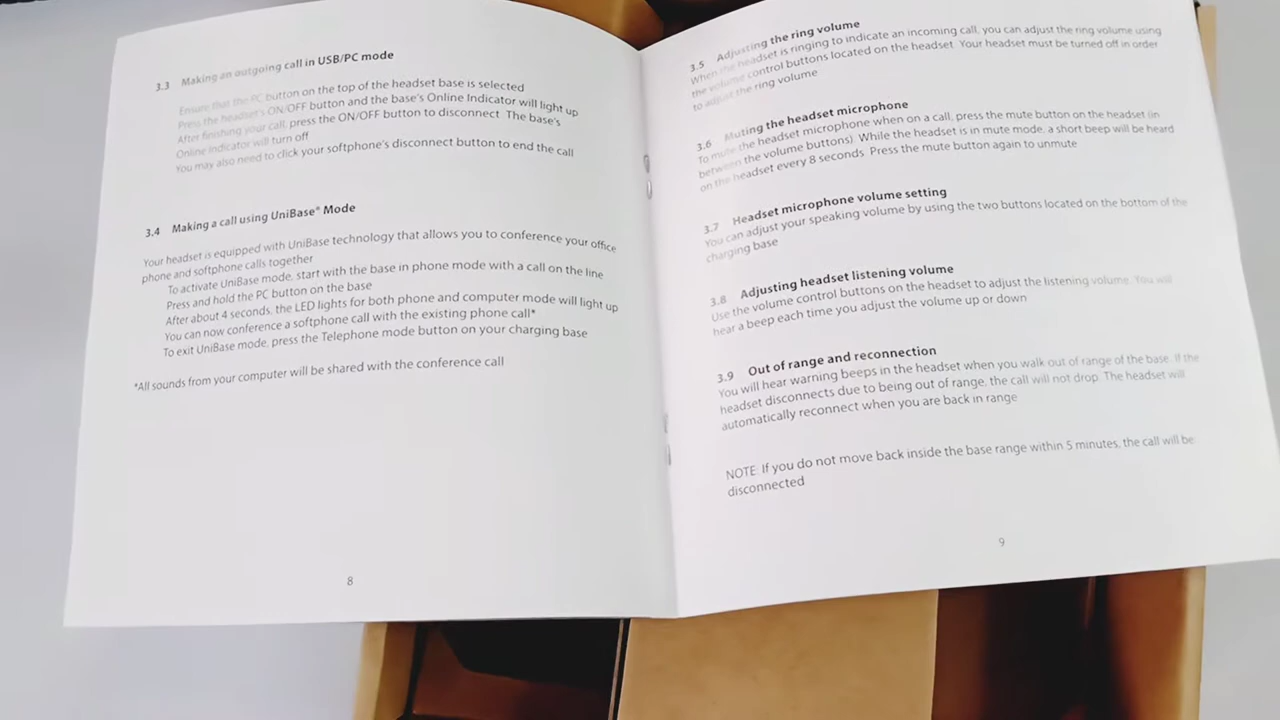 3.3 Making an outgoing call in USB/PC mode
Ensure that the PC button on the top of the headset base is selected
Press the headset's ON/OFF button and the base's Online Indicator will light up
After finishing your call, press the ON/OFF button to disconnect The base's
Online Indicator will turn off
You may also need to click your softphone's disconnect button to end the call
3.4 Making a call using UniBase® Mode
Your headset is equipped with UniBase technology that allows you to conference your office
phone and softphone calls together
To activate UniBase mode, start with the base in phone mode with a call on the line
Press and hold the PC button on the base
After about 4 seconds, the LED lights for both phone and computer mode will light up
You can now conference a softphone call with the existing phone call*
To exit UniBase mode, press the Telephone mode button on your charging base
*All sounds from your computer will be shared with the conference call
8
3.5 Adjusting the ring volume
When the headset is ringing to indicate an incoming call, you can adjust the ring volume using
the volume control buttons located on the headset Your headset must be turned off in order
to adjust the ring volume
3.6 Muting the headset microphone
To mute the headset microphone when on a call, press the mute button on the headset (in
between the volume buttons) While the headset is in mute mode, a short beep will be heard
on the headset every 8 seconds Press the mute button again to unmute
3.7 Headset microphone volume setting
You can adjust your speaking volume by using the two buttons located on the bottom of the
charging base
3.8 Adjusting headset listening volume
Use the volume control buttons on the headset to adjust the listening volume. You will
hear a beep each time you adjust the volume up or down
3.9 Out of range and reconnection
You will hear warning beeps in the headset when you walk out of range of the base. If the
headset disconnects due to being out of range, the call will not drop. The headset will
automatically reconnect when you are back in range
NOTE: If you do not move back inside the base range within 5 minutes, the call will be
disconnected
9